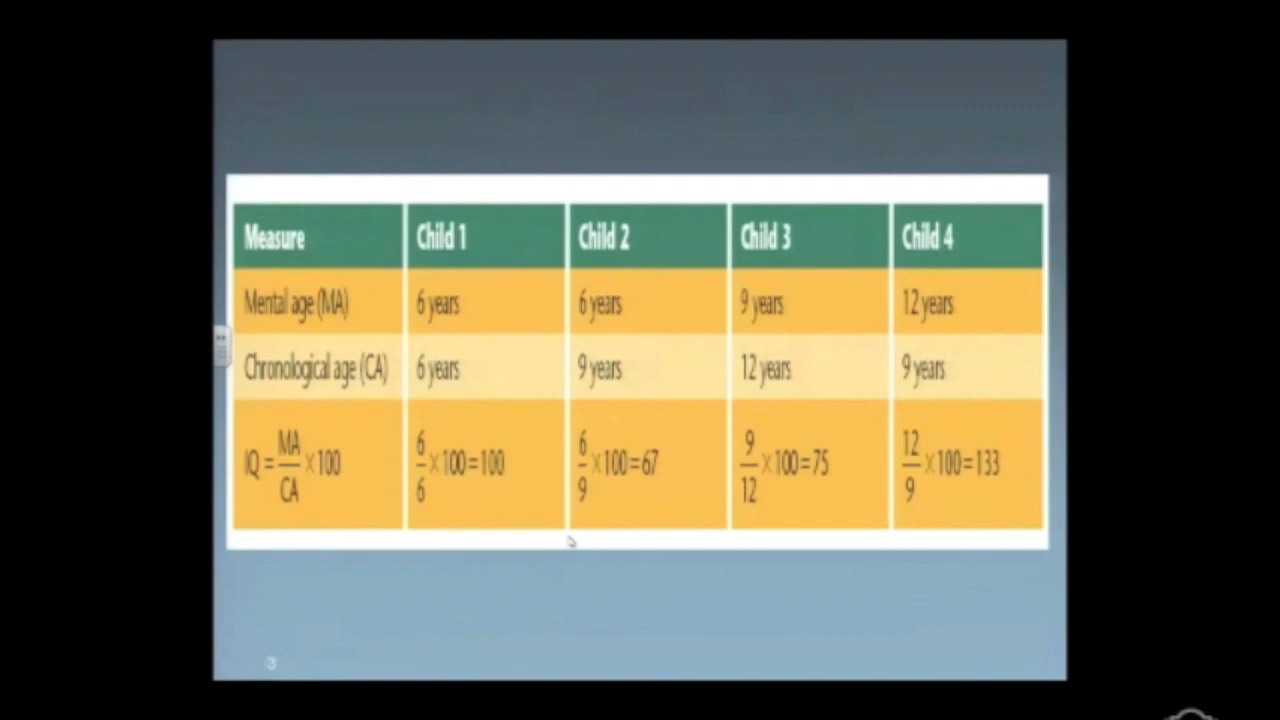 Measure Child 1 Child 2 Child 3 Child 4
Mental age (MA) 6 years 6 years 9 years 12 years
Chronological age (CA) 6 years 9 years 12 years 9 years
IQ = MA/CA × 100 6/6 × 100 = 100 6/9 × 100 = 67 9/12 × 100 = 75 12/9 × 100 = 133
3